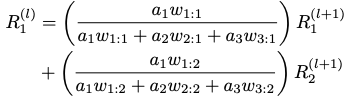 R_1^{(l)} = \left( \frac{a_1 w_{1:1}}{a_1 w_{1:1} + a_2 w_{2:1} + a_3 w_{3:1}} \right) R_1^{(l+1)}
+ \left( \frac{a_1 w_{1:2}}{a_1 w_{1:2} + a_2 w_{2:2} + a_3 w_{3:2}} \right) R_2^{(l+1)}